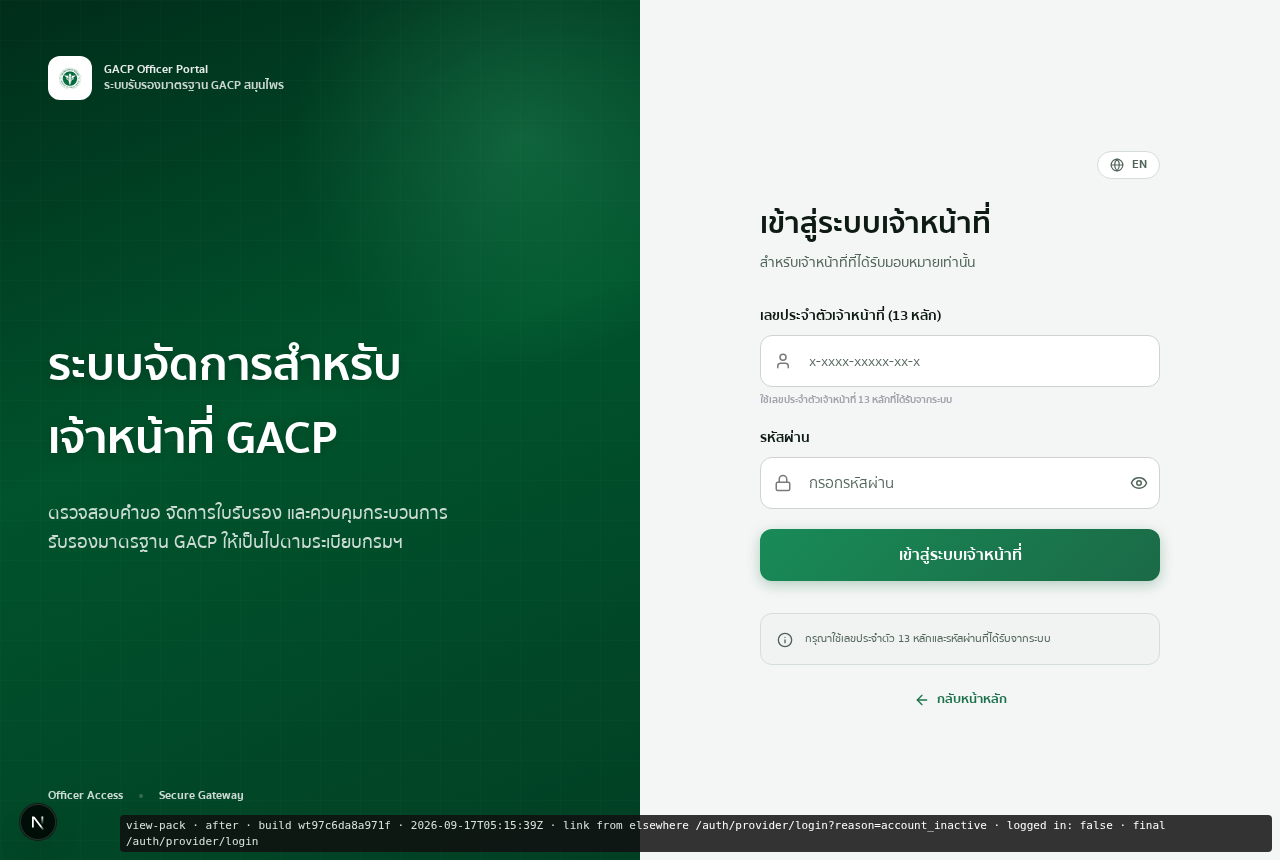 GACP Officer Portal
ระบบรับรองมาตรฐาน GACP สมุนไพร
ระบบจัดการสำหรับ
เจ้าหน้าที่ GACP
ตรวจสอบคำขอ จัดการใบรับรอง และควบคุมกระบวนการ
รับรองมาตรฐาน GACP ให้เป็นไปตามระเบียบกรมฯ
Officer Access • Secure Gateway
EN
เข้าสู่ระบบเจ้าหน้าที่
สำหรับเจ้าหน้าที่ที่ได้รับมอบหมายเท่านั้น
เลขประจำตัวเจ้าหน้าที่ (13 หลัก)
x-xxxx-xxxxx-xx-x
ใช้เลขประจำตัวเจ้าหน้าที่ 13 หลักที่ได้รับจากระบบ
รหัสผ่าน
กรอกรหัสผ่าน
เข้าสู่ระบบเจ้าหน้าที่
กรุณาใช้เลขประจำตัว 13 หลักและรหัสผ่านที่ได้รับจากระบบ
กลับหน้าหลัก
N
view-pack · after · build wt97c6da8a971f · 2026-09-17T05:15:39Z · link from elsewhere /auth/provider/login?reason=account_inactive · logged in: false · final
/auth/provider/login